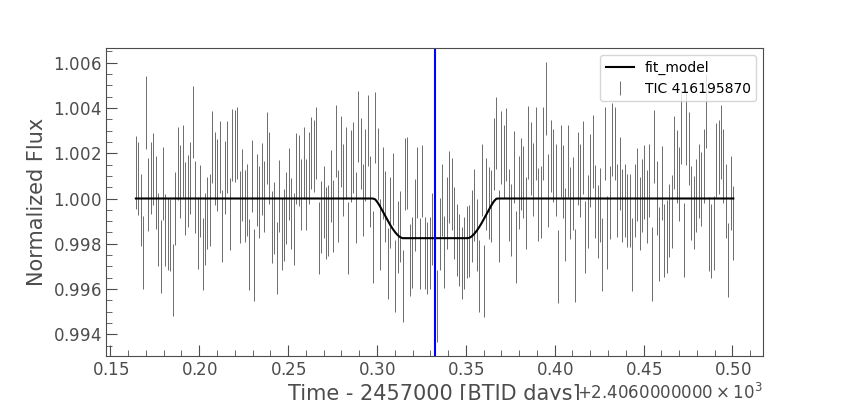 1.006
fit_model
TIC 416195870
1.004
1.002
1.000
0.998
0.996
0.994
Normalized Flux
0.15 0.20 0.25 0.30 0.35 0.40 0.45 0.50
Time - 2457000 [BTJD days]
+2.4060000000 × 10³